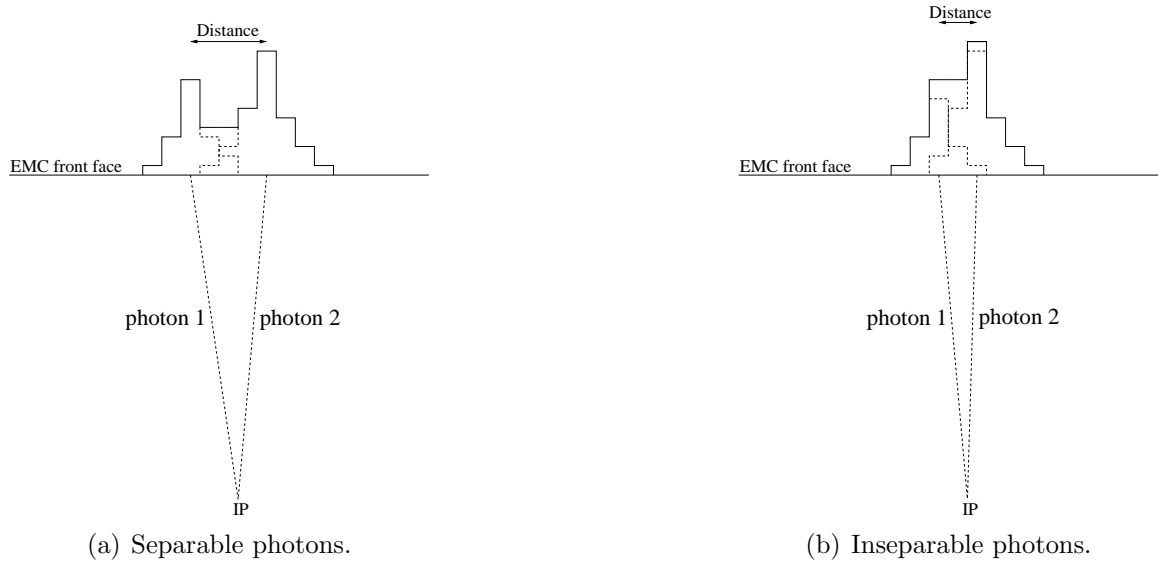 Distance
EMC front face
photon 1
photon 2
IP
(a) Separable photons.
Distance
EMC front face
photon 1
photon 2
IP
(b) Inseparable photons.